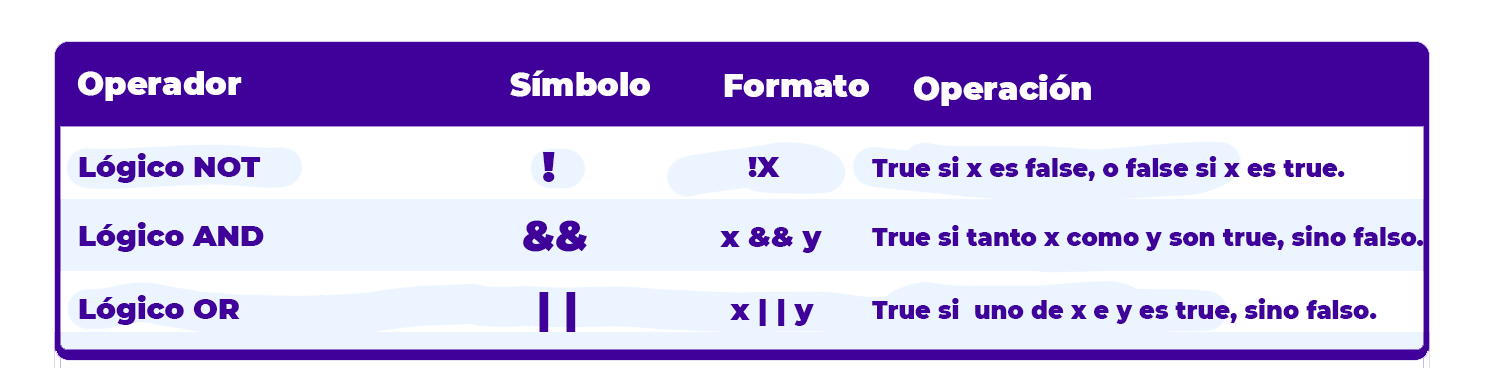 Operador Símbolo Formato Operación
Lógico NOT ! !X True si x es false, o false si x es true.
Lógico AND && x && y True si tanto x como y son true, sino falso.
Lógico OR || x || y True si uno de x e y es true, sino falso.